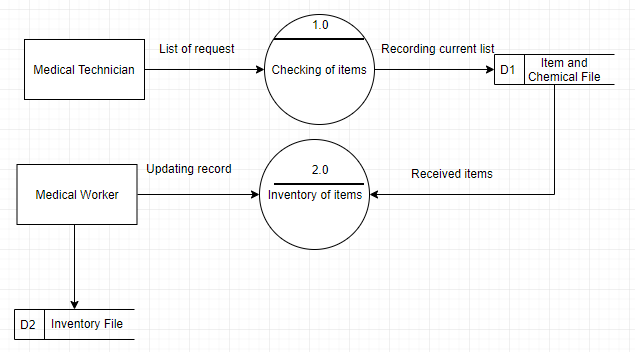 1.0
List of request
Recording current list
Medical Technician
Checking of items
D1
Item and
Chemical File
2.0
Updating record
Received items
Medical Worker
Inventory of items
D2
Inventory File